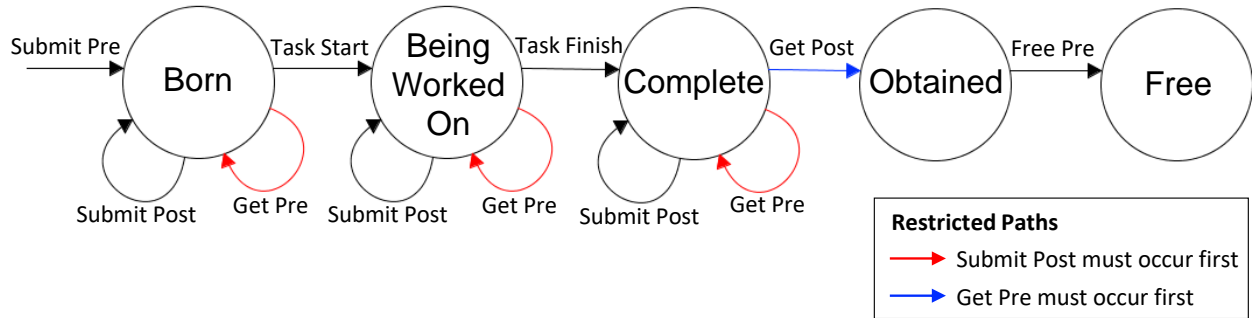 Submit Pre
Born
Task Start
Being
Worked
On
Task Finish
Complete
Get Post
Obtained
Free Pre
Free
Submit Post
Get Pre
Submit Post
Get Pre
Submit Post
Get Pre
Restricted Paths
Submit Post must occur first
Get Pre must occur first